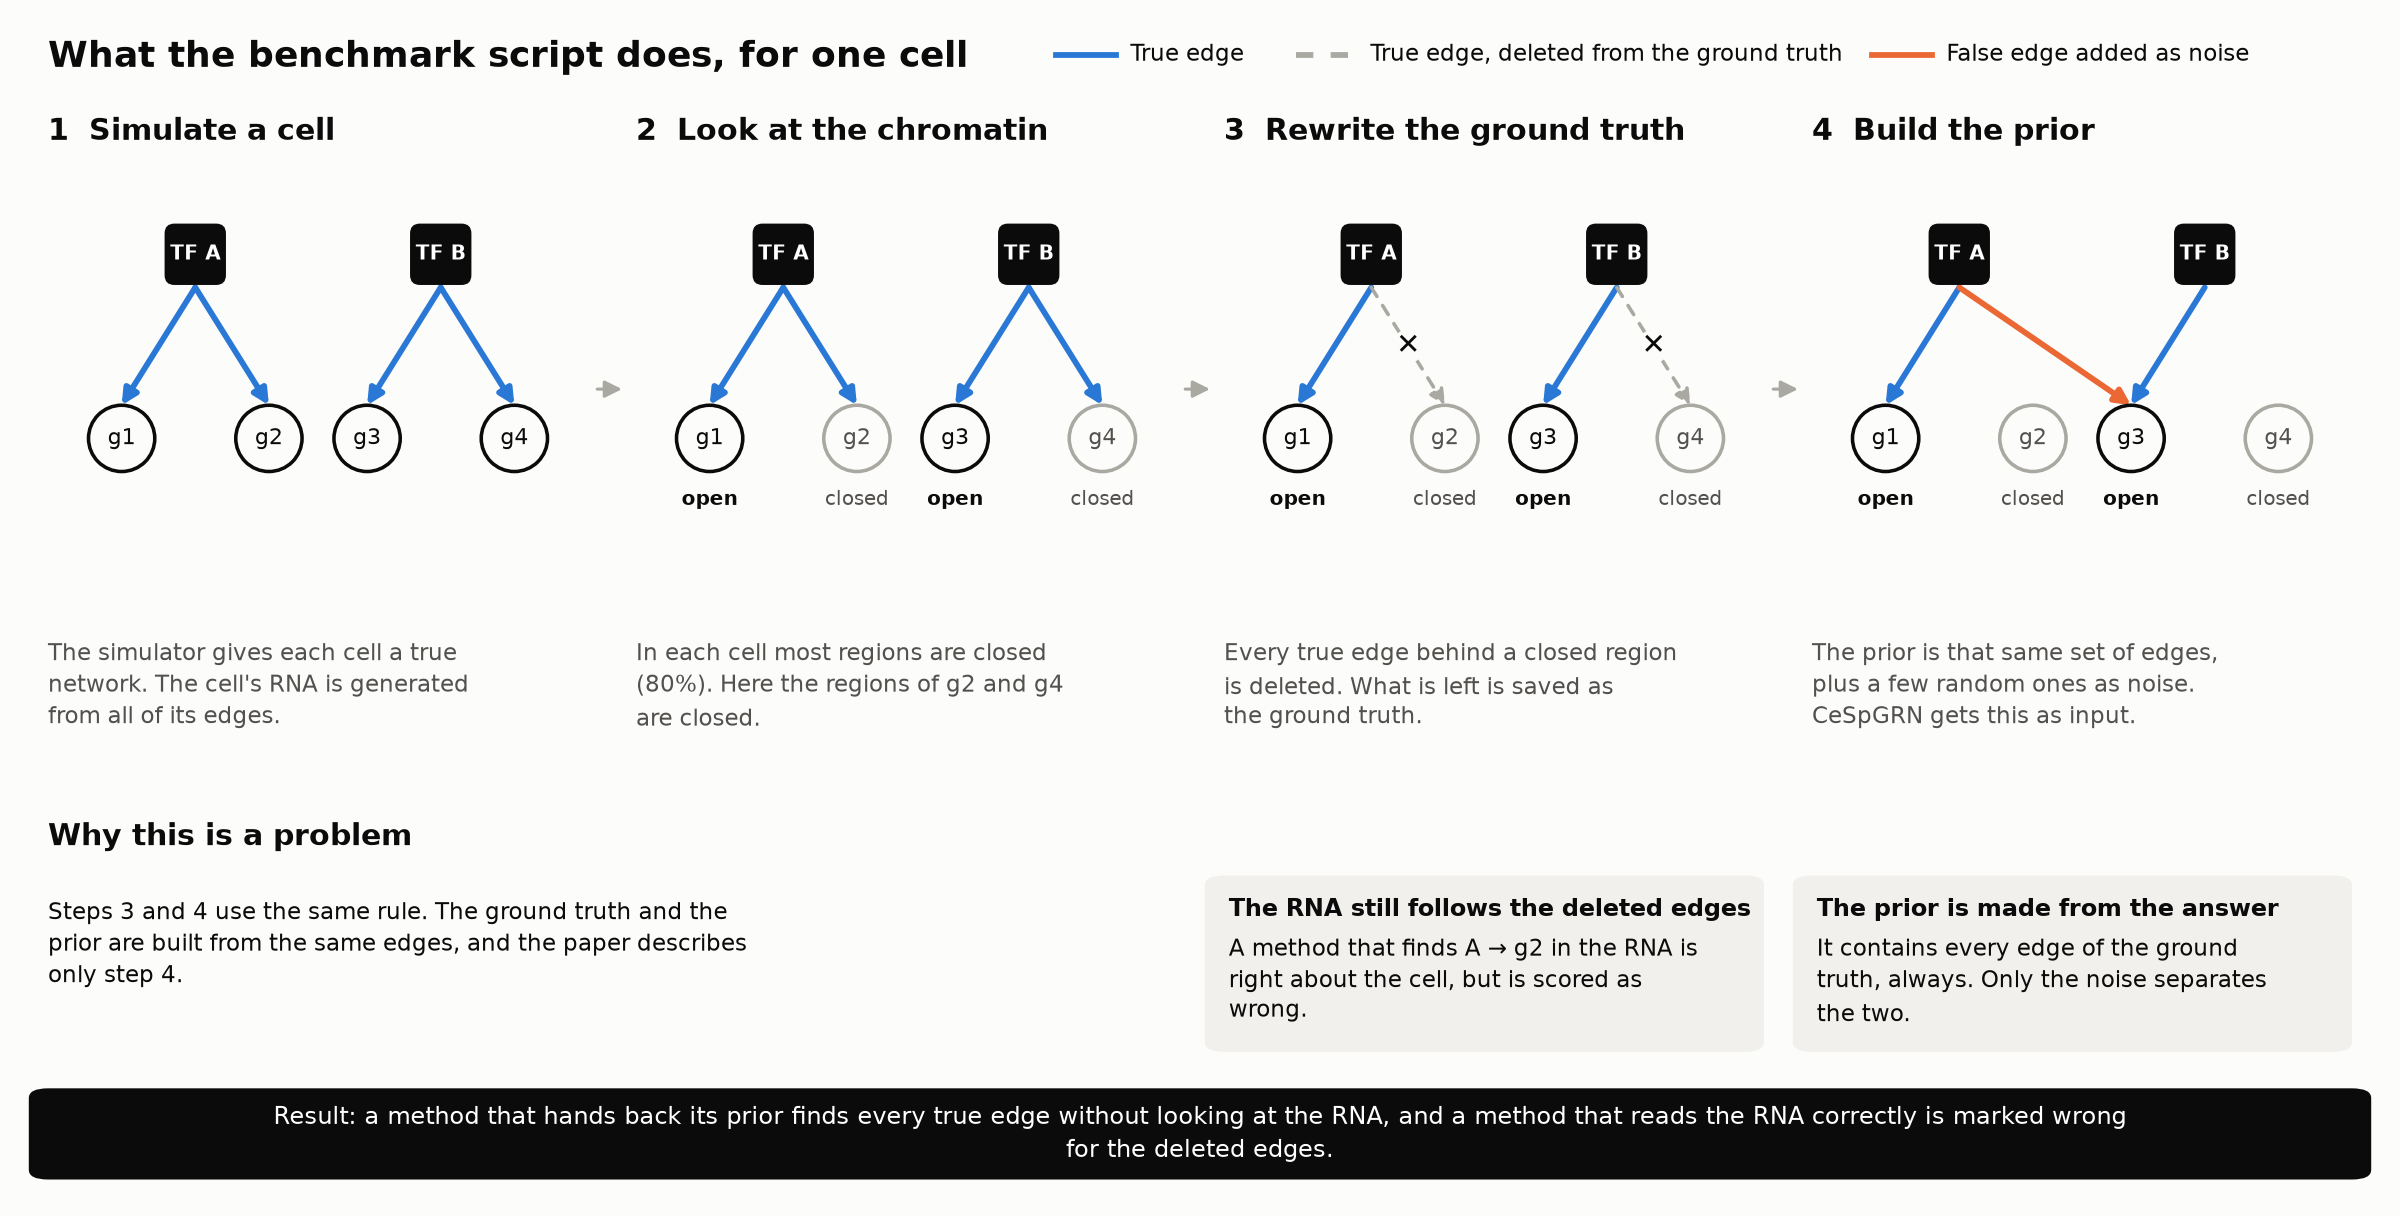 What the benchmark script does, for one cell
True edge
True edge, deleted from the ground truth
False edge added as noise
1 Simulate a cell
TF A
TF B
g1
g2
g3
g4
The simulator gives each cell a true
network. The cell's RNA is generated
from all of its edges.
2 Look at the chromatin
TF A
TF B
g1
g2
g3
g4
open
closed
open
closed
In each cell most regions are closed
(80%). Here the regions of g2 and g4
are closed.
3 Rewrite the ground truth
TF A
TF B
g1
g2
g3
g4
open
closed
open
closed
Every true edge behind a closed region
is deleted. What is left is saved as
the ground truth.
4 Build the prior
TF A
TF B
g1
g2
g3
g4
open
closed
open
closed
The prior is that same set of edges,
plus a few random ones as noise.
CeSpGRN gets this as input.
Why this is a problem
Steps 3 and 4 use the same rule. The ground truth and the
prior are built from the same edges, and the paper describes
only step 4.
The RNA still follows the deleted edges
A method that finds A → g2 in the RNA is
right about the cell, but is scored as
wrong.
The prior is made from the answer
It contains every edge of the ground
truth, always. Only the noise separates
the two.
Result: a method that hands back its prior finds every true edge without looking at the RNA, and a method that reads the RNA correctly is marked wrong
for the deleted edges.